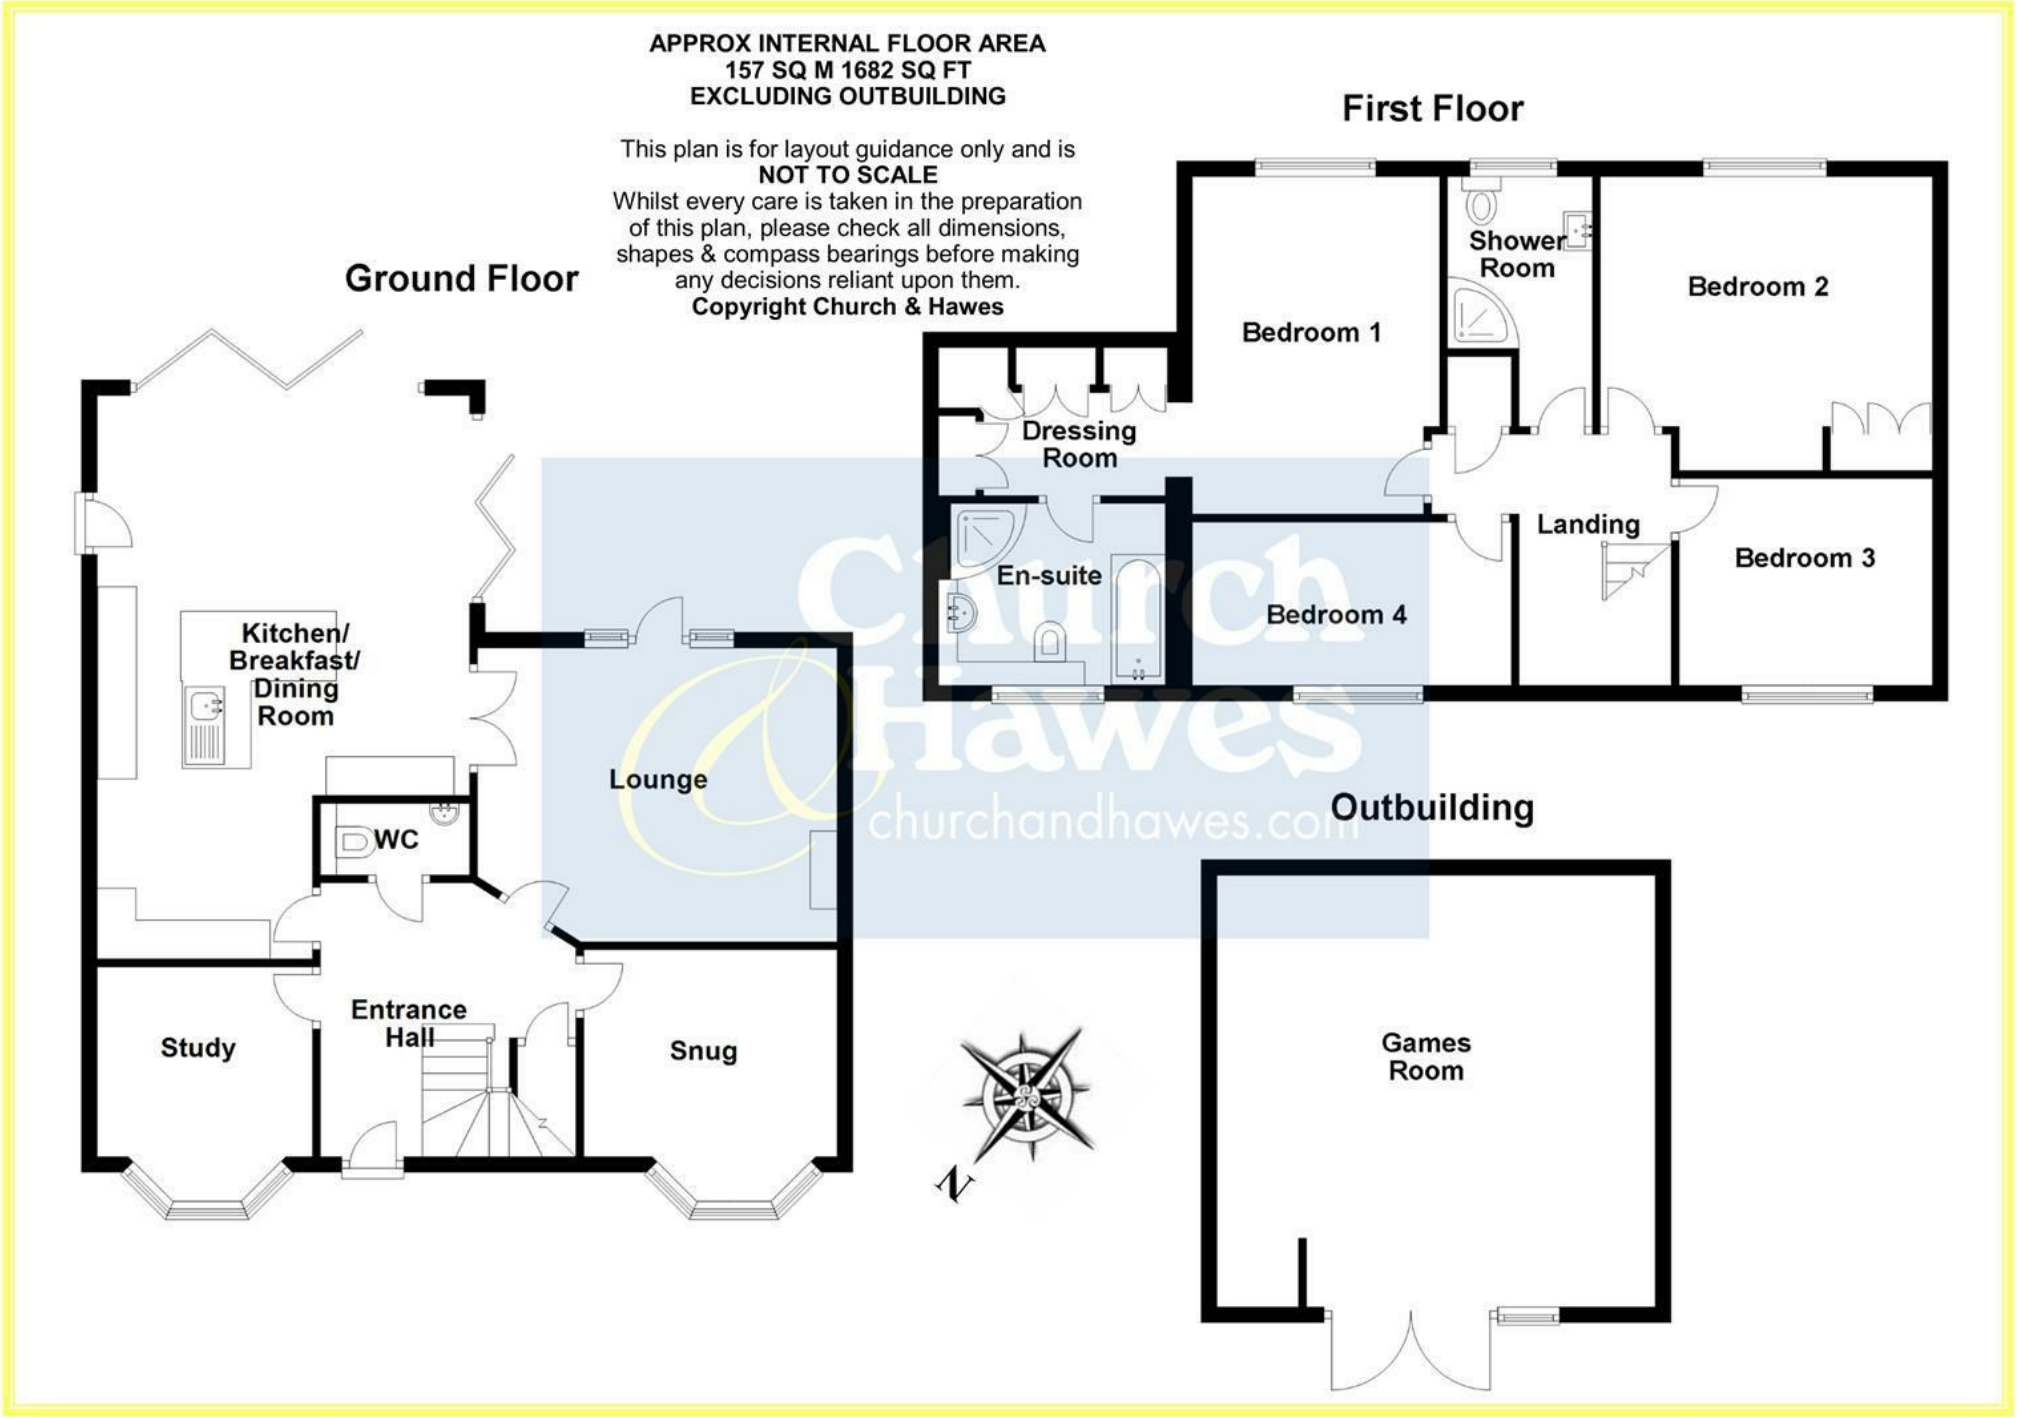 APPROX INTERNAL FLOOR AREA
157 SQ M 1682 SQ FT
EXCLUDING OUTBUILDING
This plan is for layout guidance only and is
NOT TO SCALE
Whilst every care is taken in the preparation
of this plan, please check all dimensions,
shapes & compass bearings before making
any decisions reliant upon them.
Copyright Church & Hawes
Ground Floor
Kitchen/
Breakfast/
Dining
Room
Lounge
WC
Entrance
Hall
Study
Snug
First Floor
Bedroom 1
Shower
Room
Bedroom 2
Dressing
Room
En-suite
Bedroom 4
Landing
Bedroom 3
Church
& Hawes
churchandhawes.com
Outbuilding
Games
Room
N